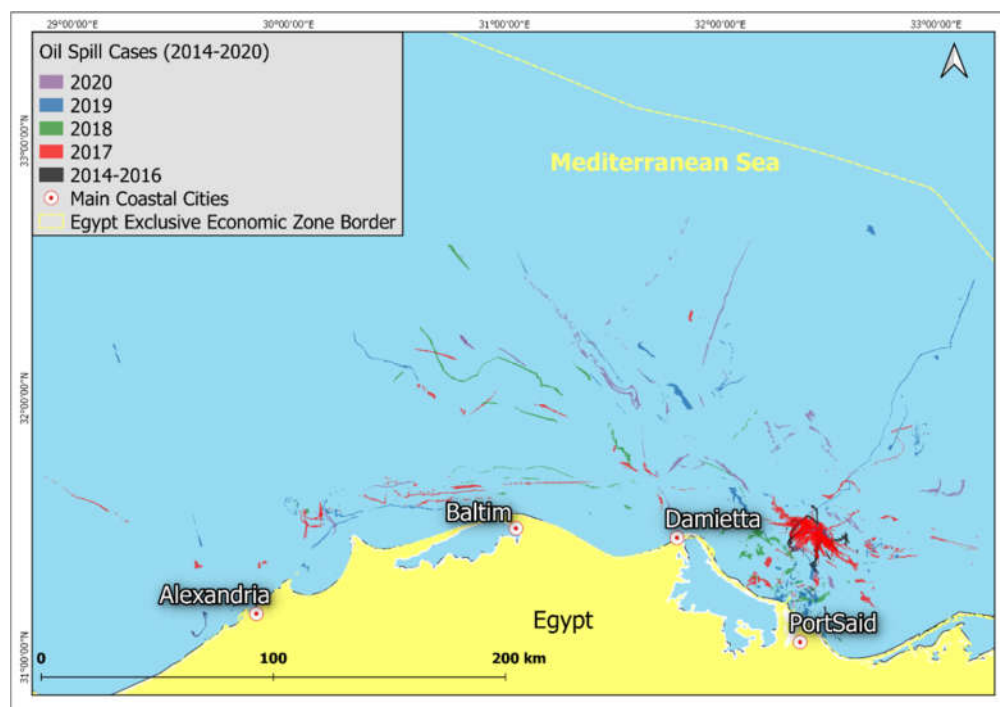 29°00'00"E 30°00'00"E 31°00'00"E 32°00'00"E 33°00'00"E
Oil Spill Cases (2014-2020)
2020
2019
2018
2017
2014-2016
Main Coastal Cities
Egypt Exclusive Economic Zone Border
33°00'00"N
32°00'00"N
31°00'00"N
Mediterranean Sea
Baltim
Damietta
Alexandria
Egypt
PortSaid
0 100 200 km